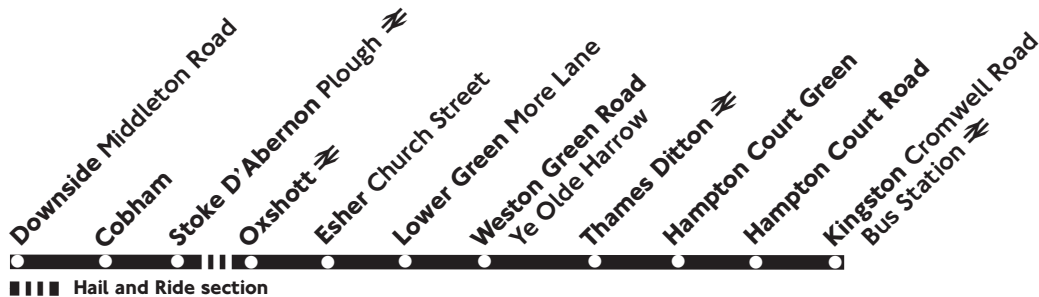 Downside Middleton Road
Cobham
Stoke D'Abernon Plough
Oxshott
Esher Church Street
Lower Green More Lane
Weston Green Road
Ye Olde Harrow
Thames Ditton
Hampton Court Green
Hampton Court Road
Kingston Cromwell Road
Bus Station
Hail and Ride section